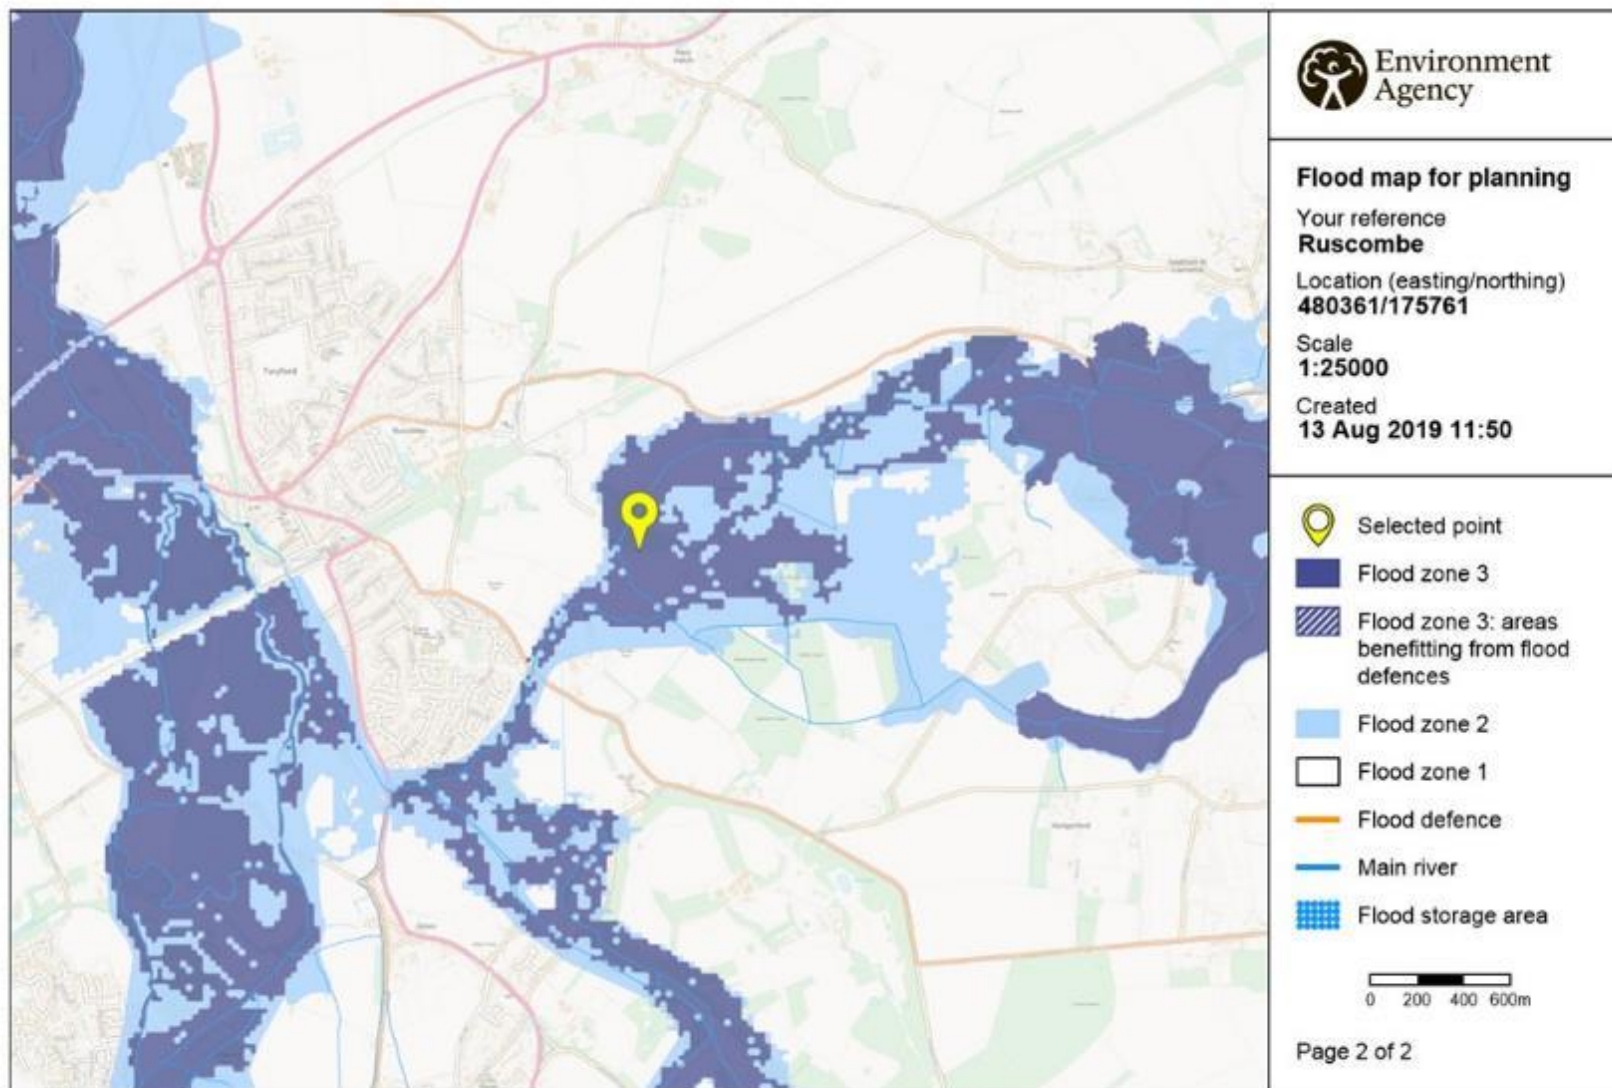 Environment
Agency
Flood map for planning
Your reference
Ruscombe
Location (easting/northing)
480361/175761
Scale
1:25000
Created
13 Aug 2019 11:50
Selected point
Flood zone 3
Flood zone 3: areas
benefitting from flood
defences
Flood zone 2
Flood zone 1
Flood defence
Main river
Flood storage area
0 200 400 600m
Page 2 of 2
Twyford
Ruscombe